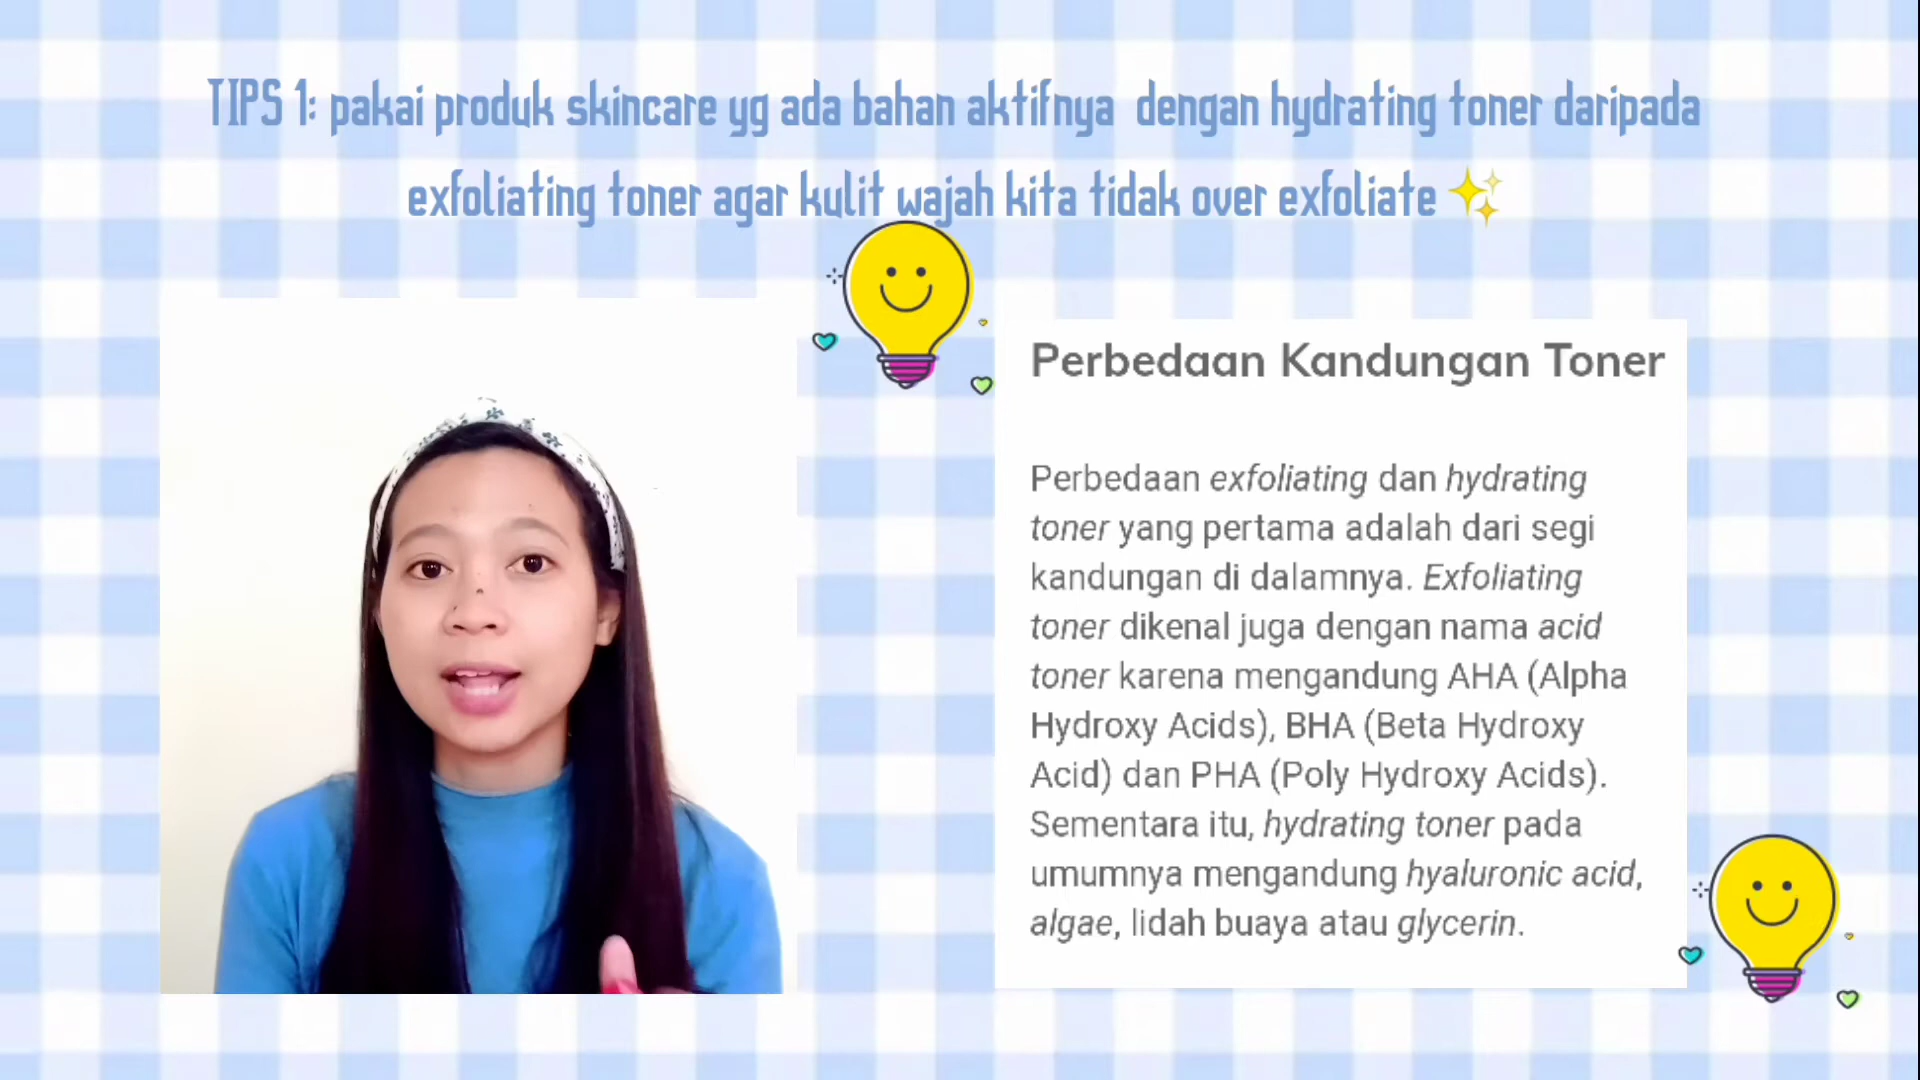 TIPS 1: pakai produk skincare yg ada bahan aktifnya dengan hydrating toner daripada
exfoliating toner agar kulit wajah kita tidak over exfoliate
Perbedaan Kandungan Toner
Perbedaan exfoliating dan hydrating
toner yang pertama adalah dari segi
kandungan di dalamnya. Exfoliating
toner dikenal juga dengan nama acid
toner karena mengandung AHA (Alpha
Hydroxy Acids), BHA (Beta Hydroxy
Acid) dan PHA (Poly Hydroxy Acids).
Sementara itu, hydrating toner pada
umumnya mengandung hyaluronic acid,
algae, lidah buaya atau glycerin.